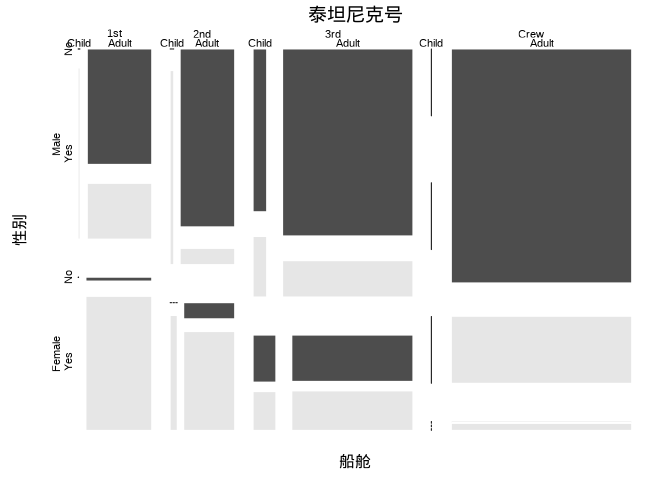 泰坦尼克号
1st 2nd 3rd Crew
Child Adult Child Adult Child Adult Child Adult
No
Male
Yes
性别
No
Female
Yes
船舱